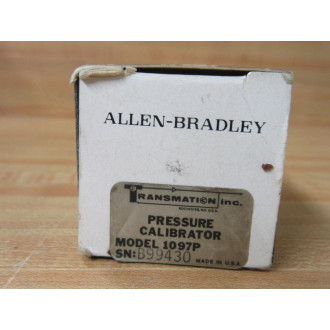 ALLEN-BRADLEY
TRANSMATION inc.
PRESSURE
CALIBRATOR
MODEL 1097P
SN: B99430
MADE IN U.S.A.